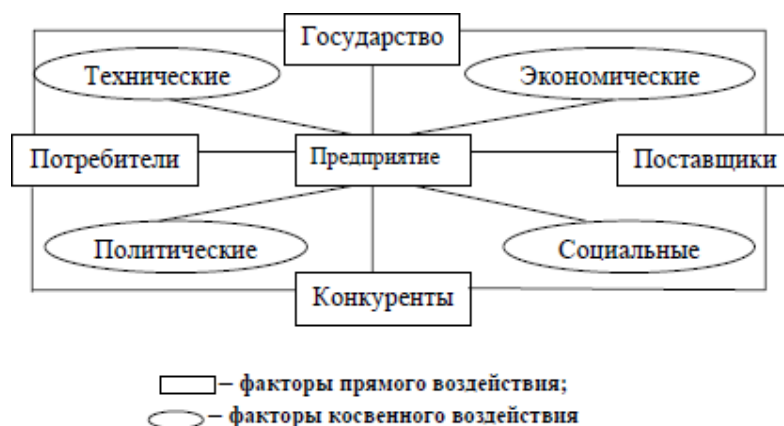 Государство
Технические
Экономические
Потребители
Предприятие
Поставщики
Политические
Социальные
Конкуренты
– факторы прямого воздействия;
– факторы косвенного воздействия